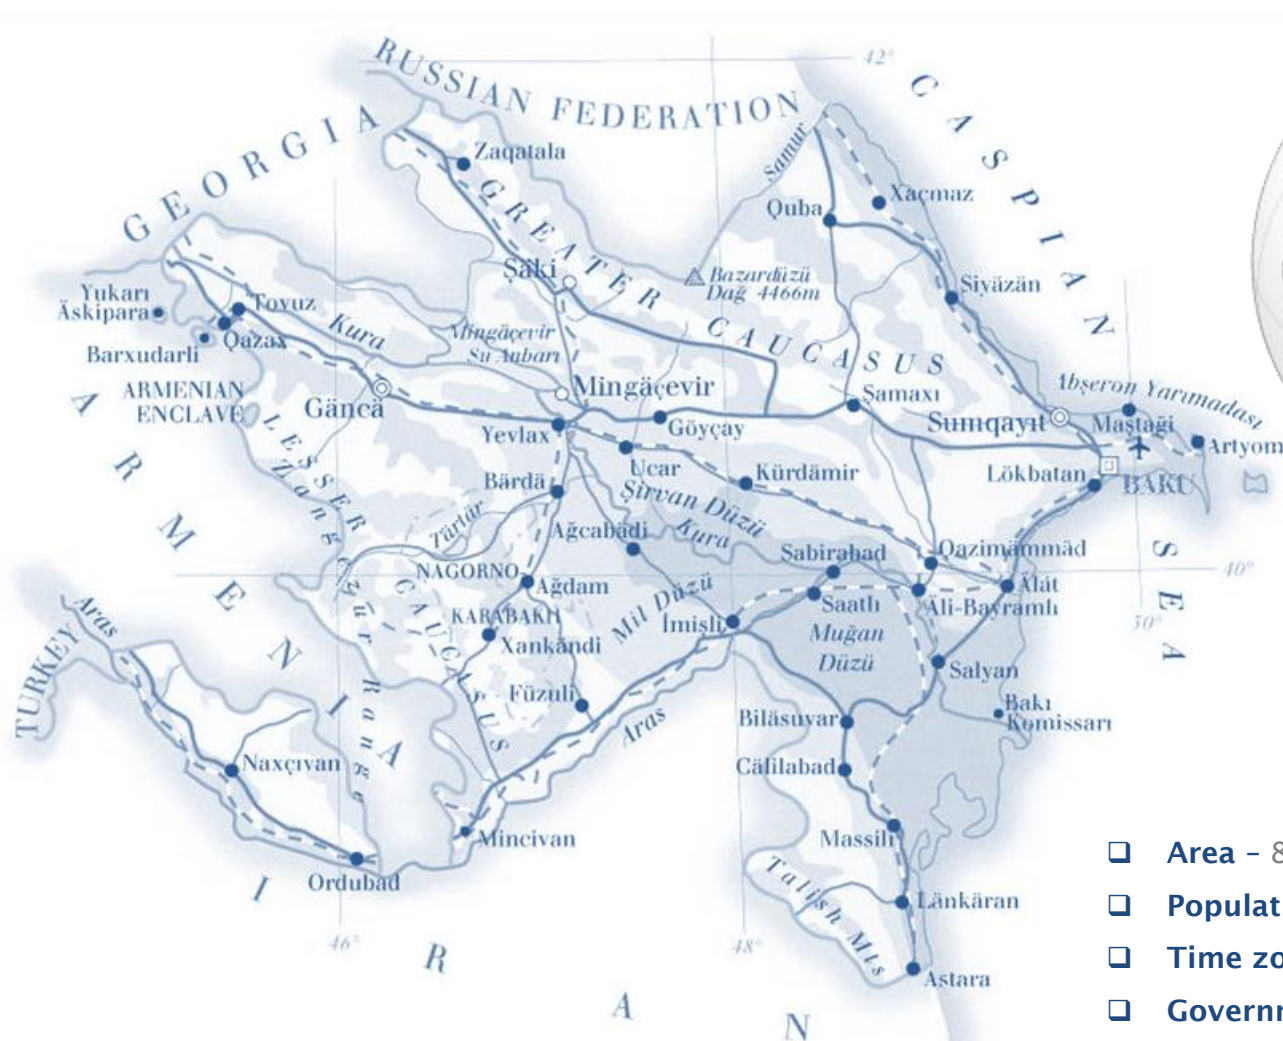 RUSSIAN FEDERATION
42°
CASPIAN
SEA
GEORGIA
Zaqatala
Samur
Xaçmaz
Quba
GREATER
CAUCASUS
Şäki
Bazardüzü
Dağ 4466m
Siyäzän
Yukarı
Äskipara
Tovuz
Qazax
Kura
Mingäçevir
Su Anbarı
Barxudarli
ARMENIAN
ENCLAVE
Gäncä
Mingäçevir
Abşeron Yarımadası
Şamaxı
Sumqayıt
Maştaği
Artyom
Göyçay
Yevlax
Ucar
Kürdämir
Lökbatan
BAKU
ARMENIA
LESSER
CAUCASUS
Zangezur Range
Bärdä
Şirvan Düzü
Tärtär
Ağcabädi
Kura
Sabirabad
Qazimämmäd
NAGORNO
KARABAKH
Ağdam
Mil Düzü
Saatlı
Äli-Bayramlı
Älät
40°
50°
İmişli
Muğan
Düzü
Xankändi
Salyan
TURKEY
Aras
Füzuli
Aras
Biläsuvar
Bakı
Komissarı
Naxçıvan
Cälilabad
Mincivan
Massili
Ordubad
Talish Mts
Länkäran
46°
48°
Astara
IRAN
❑ Area – 8
❑ Populat
❑ Time zo
❑ Governm